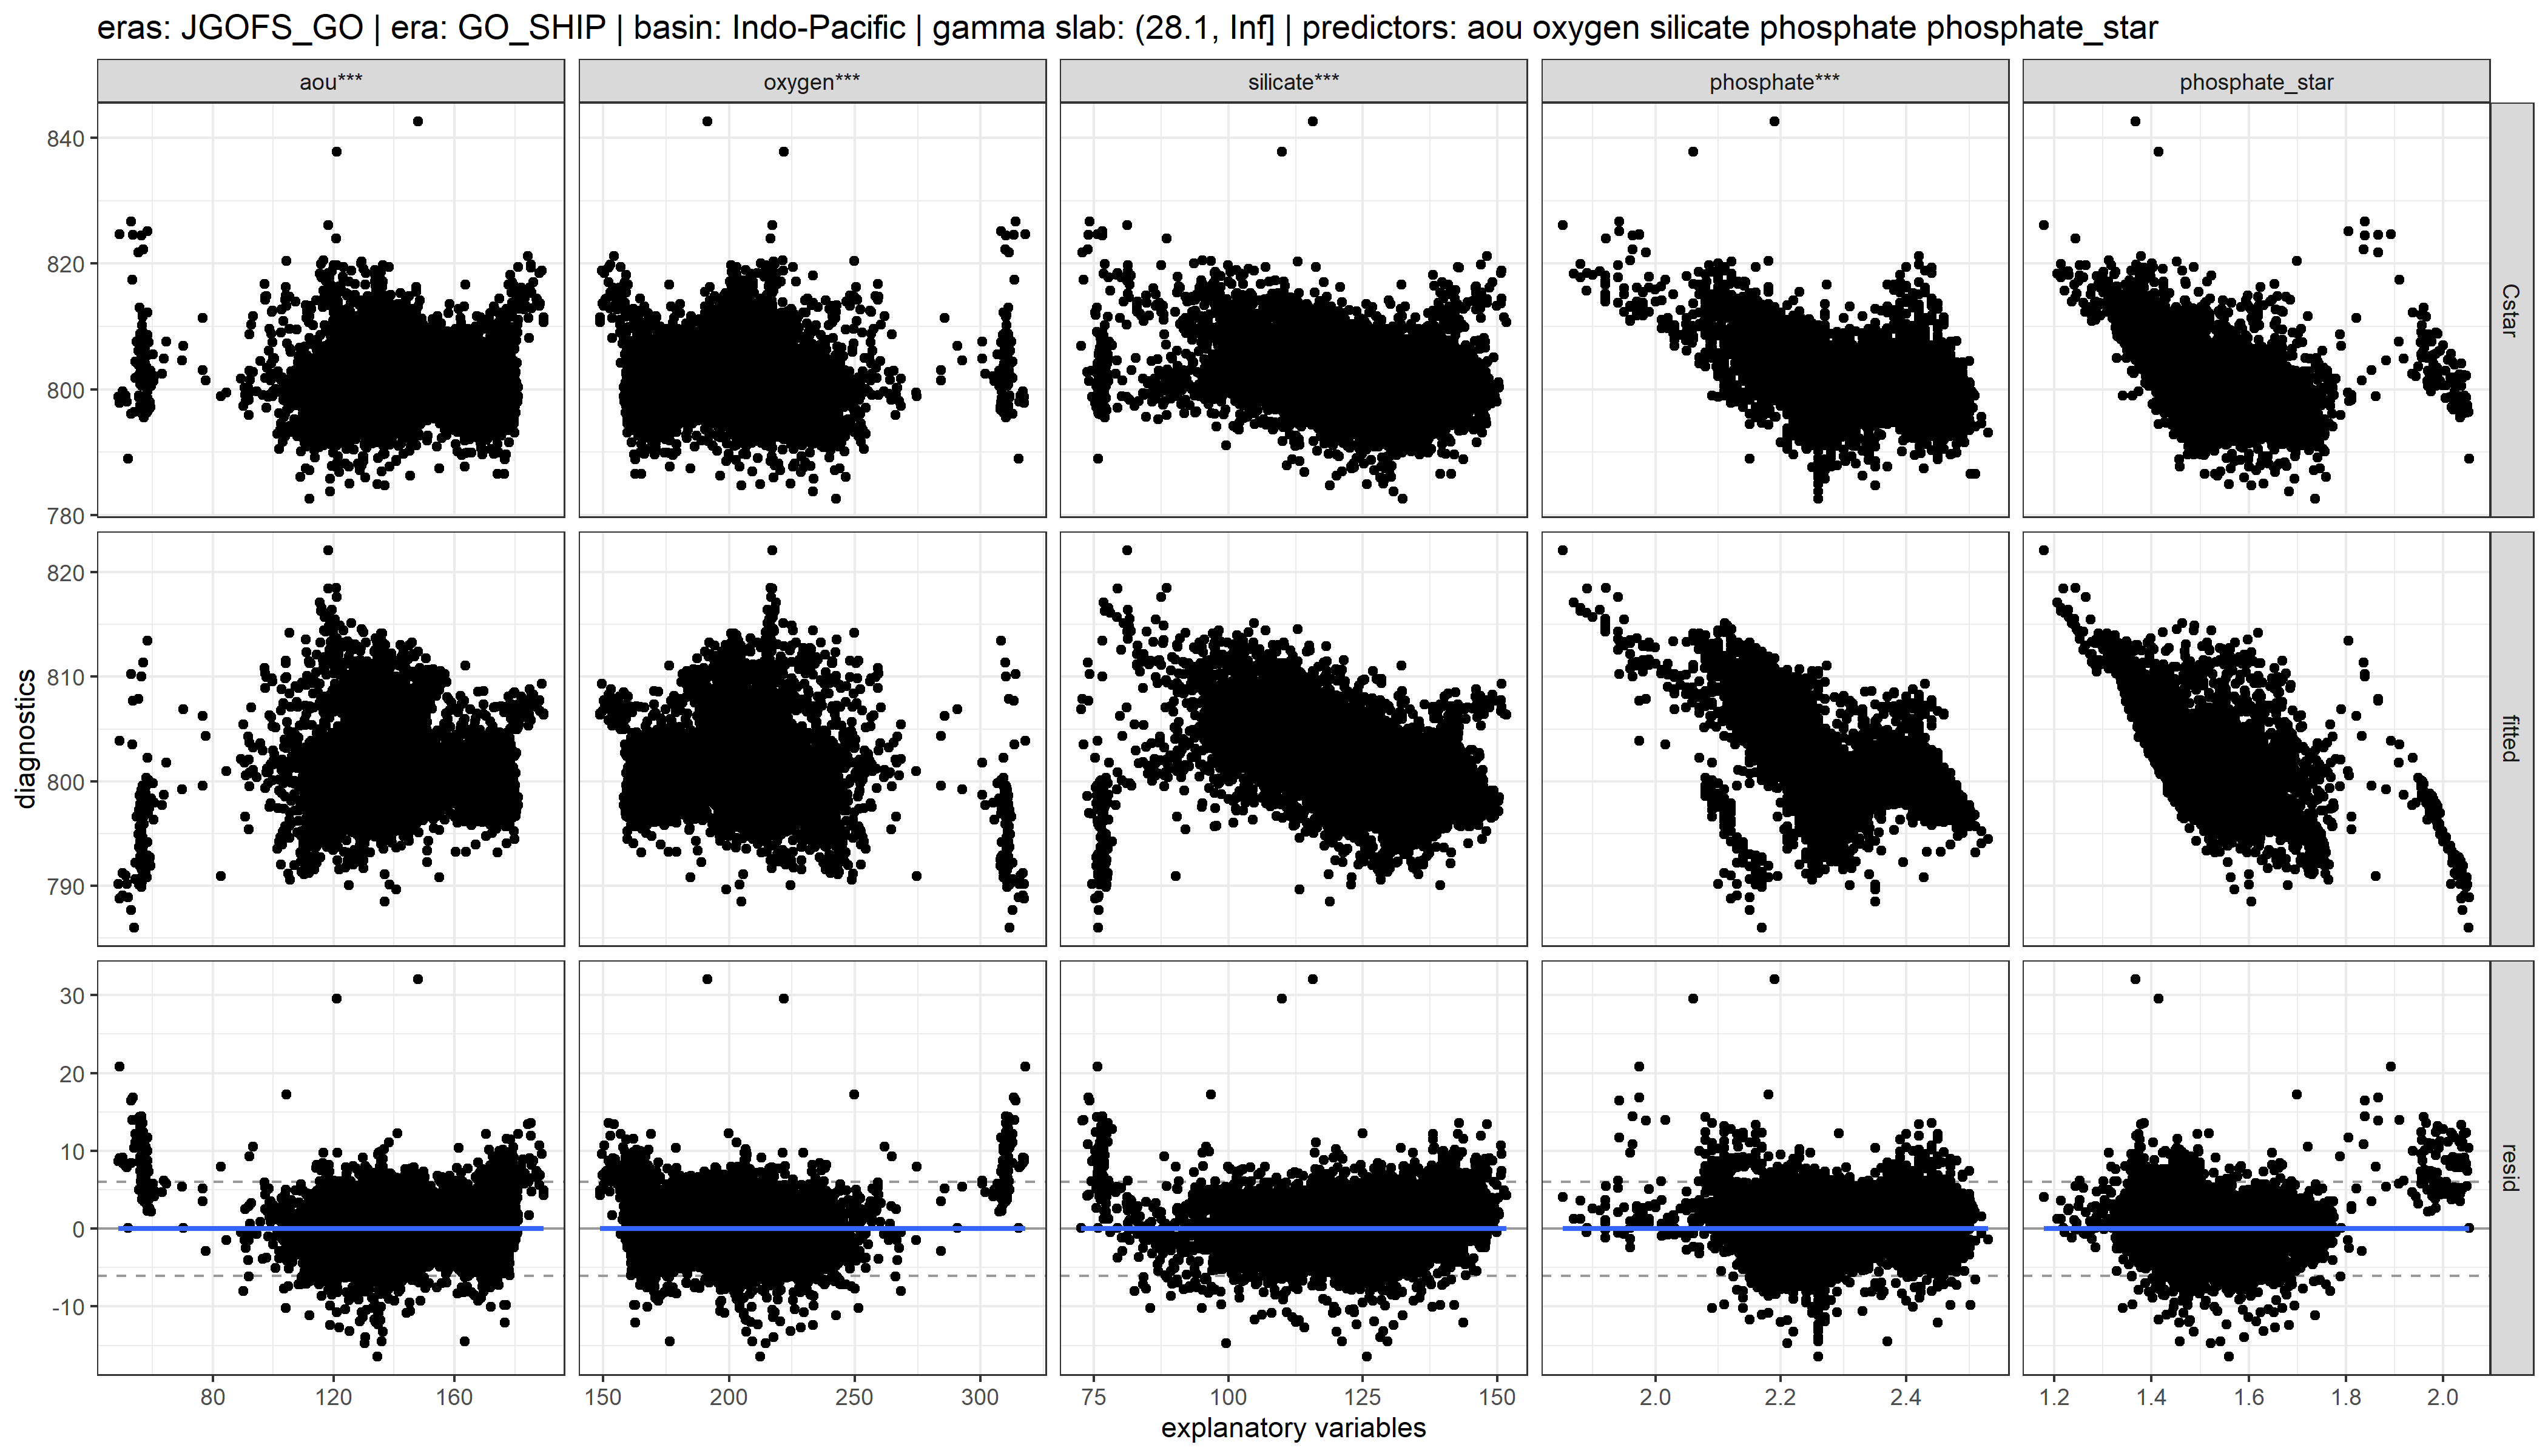 eras: JGOFS_GO | era: GO_SHIP | basin: Indo-Pacific | gamma slab: (28.1, Inf] | predictors: aou oxygen silicate phosphate phosphate_star
aou*** oxygen*** silicate*** phosphate*** phosphate_star
840
820
800
780
Cstar
820
810
800
790
fitted
30
20
10
0
-10
resid
diagnostics
80 120 160 150 200 250 300 75 100 125 150 2.0 2.2 2.4 1.2 1.4 1.6 1.8 2.0
explanatory variables